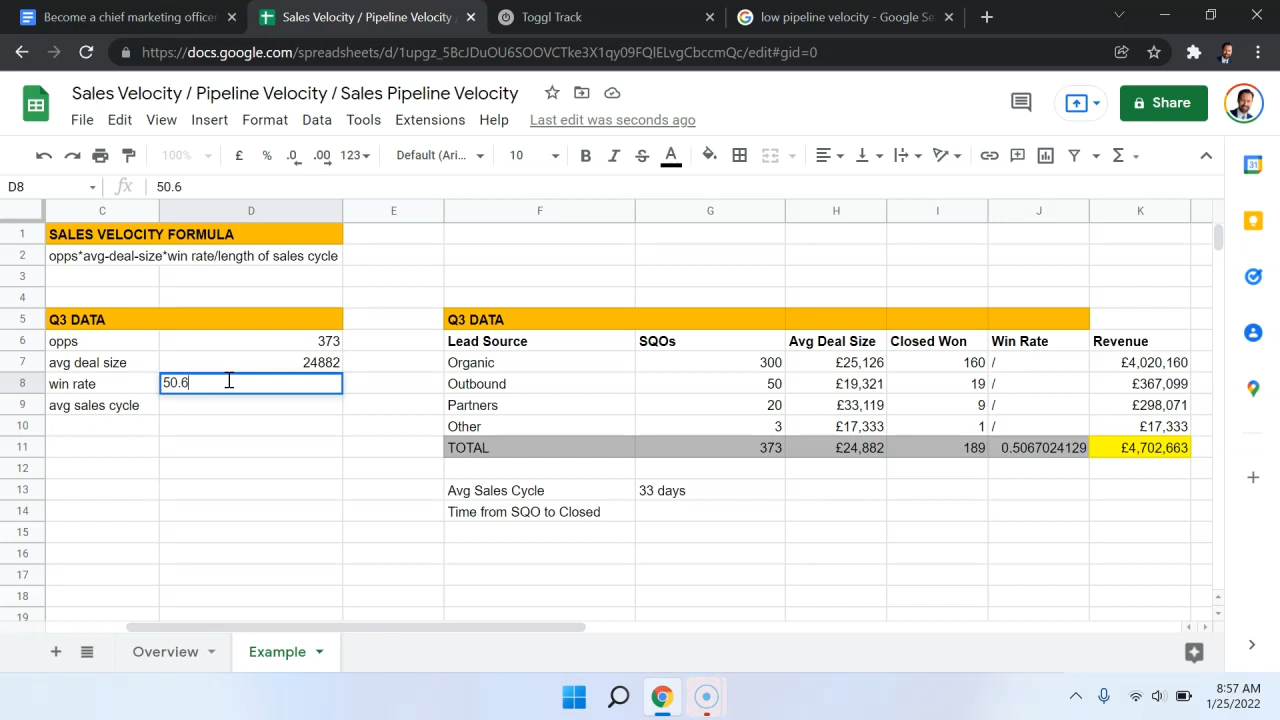 Become a chief marketing officer
Sales Velocity / Pipeline Velocity
Toggl Track
low pipeline velocity - Google Se
https://docs.google.com/spreadsheets/d/1upgz_5BcJDuOU6SOOVCTke3X1qy09FQlELvgCbccmQc/edit#gid=0
Sales Velocity / Pipeline Velocity / Sales Pipeline Velocity
Share
File Edit View Insert Format Data Tools Extensions Help Last edit was seconds ago
100% £ % .0 .00 123 Default (Ari... 10 B I S A
D8 fx 50.6
C D E F G H I J K
1 SALES VELOCITY FORMULA
2 opps*avg-deal-size*win rate/length of sales cycle
3
4
5 Q3 DATA Q3 DATA
6 opps 373 Lead Source SQOs Avg Deal Size Closed Won Win Rate Revenue
7 avg deal size 24882 Organic 300 £25,126 160 / £4,020,160
8 win rate 50.6 Outbound 50 £19,321 19 / £367,099
9 avg sales cycle Partners 20 £33,119 9 / £298,071
10 Other 3 £17,333 1 / £17,333
11 TOTAL 373 £24,882 189 0.5067024129 £4,702,663
12
13 Avg Sales Cycle 33 days
14 Time from SQO to Closed
15
16
17
18
19
Overview Example
31
8:57 AM
1/25/2022